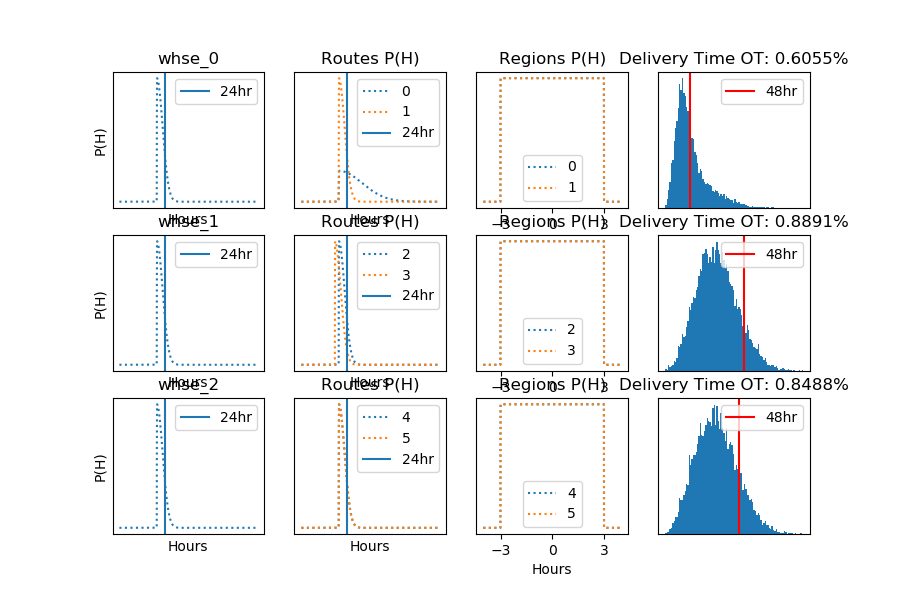 whse_0 Routes P(H) Regions P(H) Delivery Time OT: 0.6055%
24hr
0
1
24hr
0
1
48hr
P(H)
Hours Hours −3 0 3
whse_1 Routes P(H) Regions P(H) Delivery Time OT: 0.8891%
24hr
2
3
24hr
2
3
48hr
P(H)
Hours Hours −3 0 3
whse_2 Routes P(H) Regions P(H) Delivery Time OT: 0.8488%
24hr
4
5
24hr
4
5
48hr
P(H)
Hours Hours −3 0 3
Hours